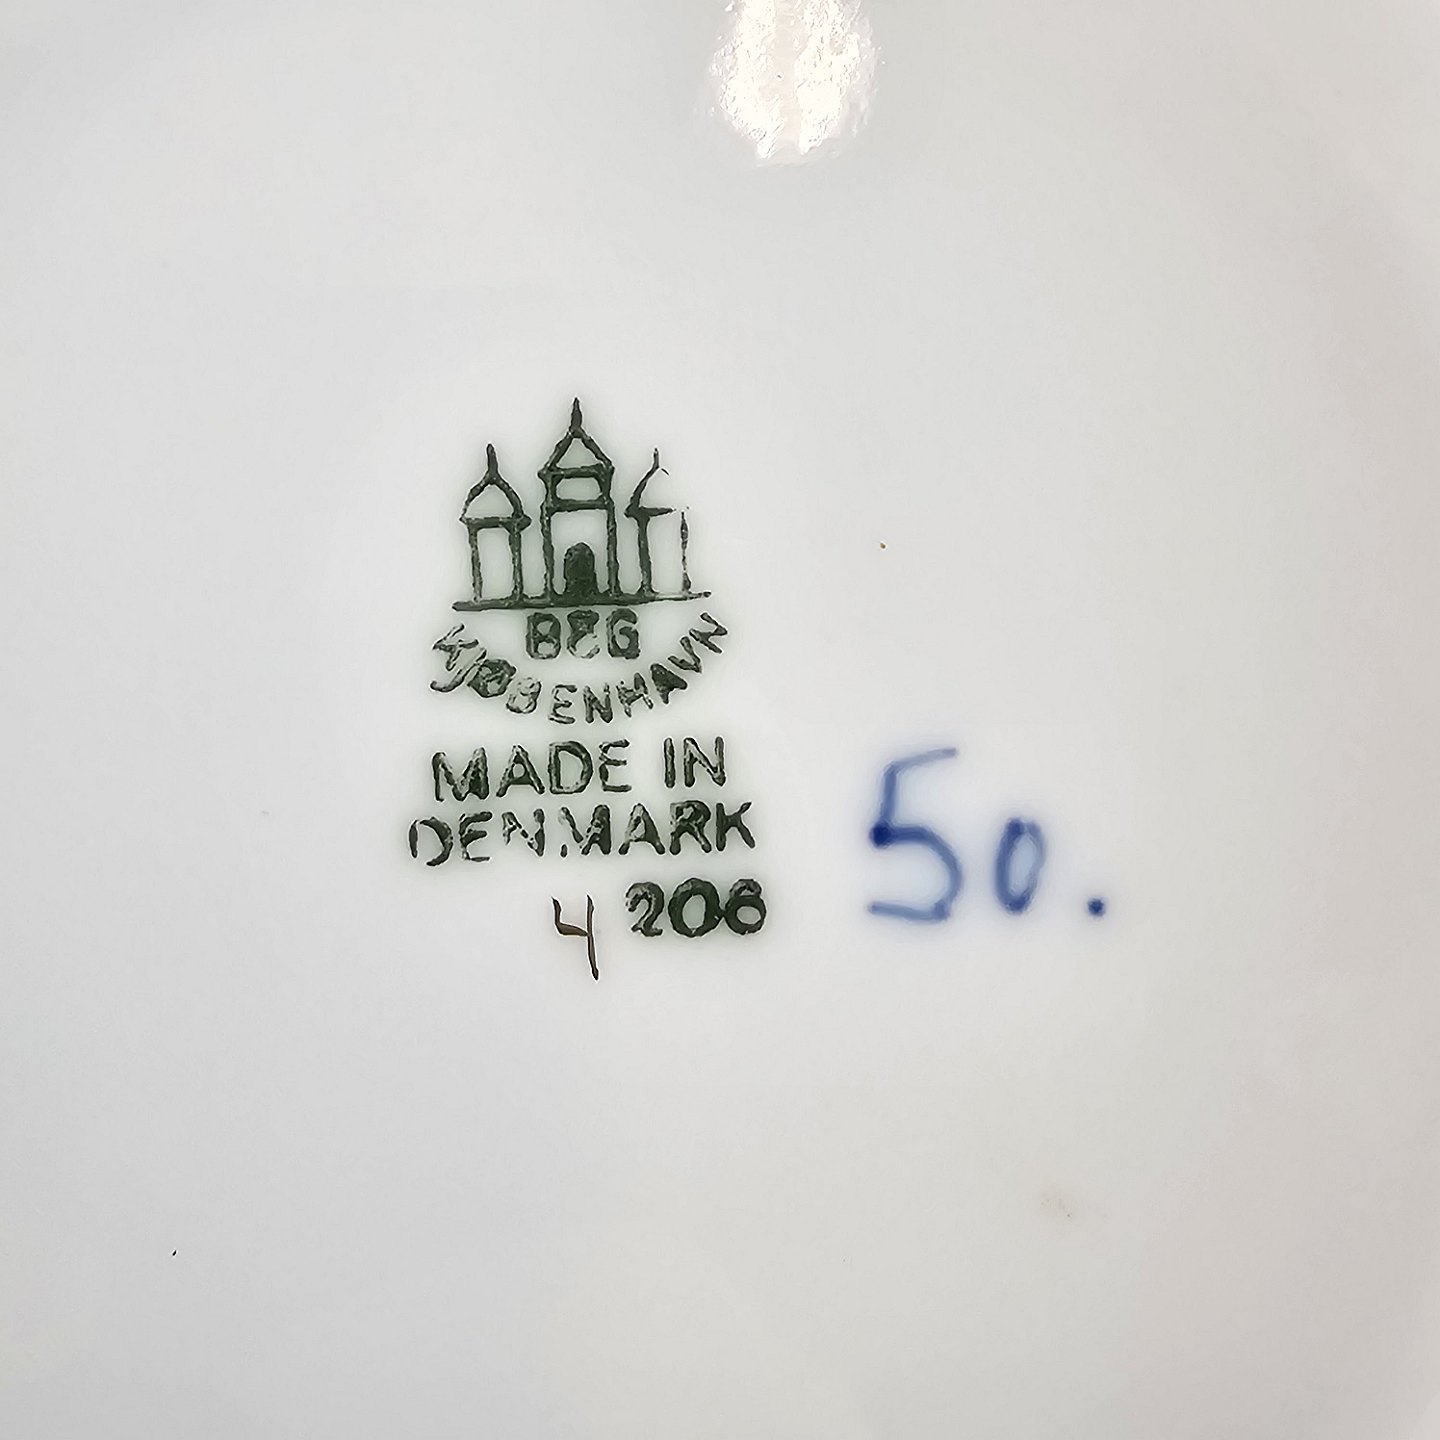 B&G
KJØBENHAVN
MADE IN
DENMARK
4 206
50.